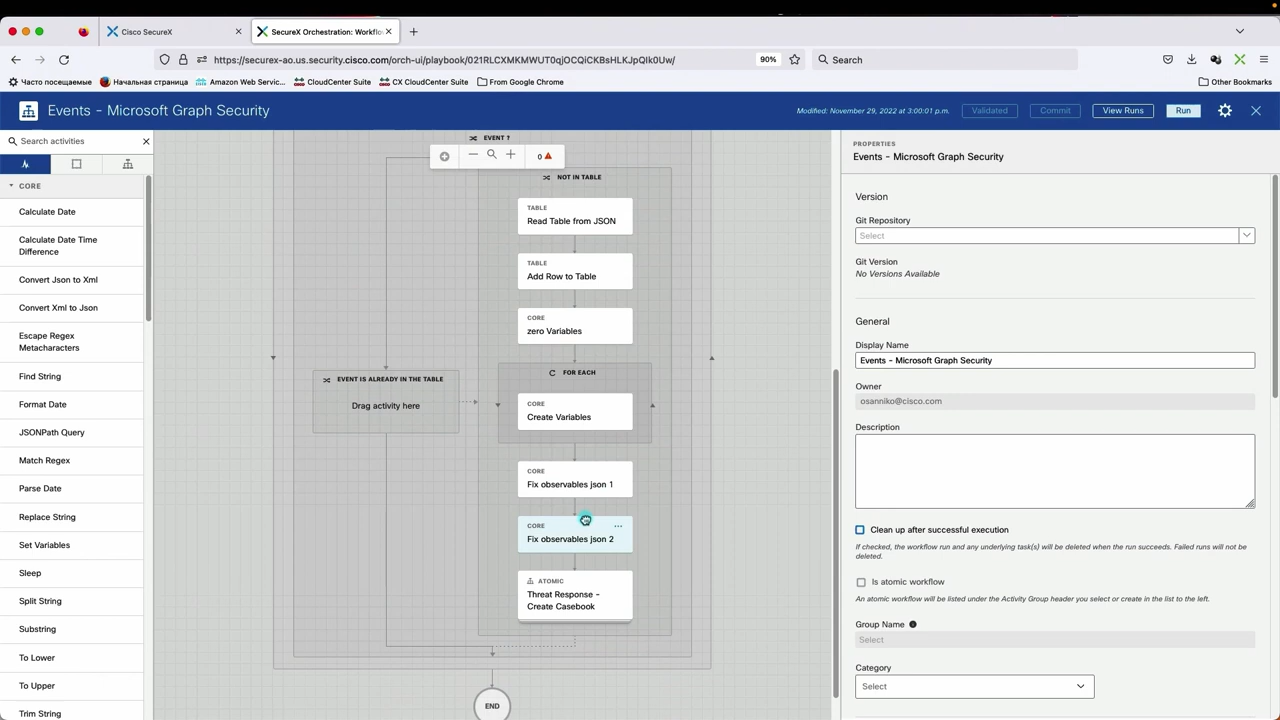 Cisco SecureX
SecureX Orchestration: Workflo
https://securex-ao.us.security.cisco.com/orch-ui/playbook/021RLCXMKMWUT0qjOCQiCKBsHLKJpQIk0Uw/
90%
Search
Часто посещаемые
Начальная страница
Amazon Web Servic...
CloudCenter Suite
CX CloudCenter Suite
From Google Chrome
Other Bookmarks
Events - Microsoft Graph Security
Modified: November 29, 2022 at 3:00:01 p.m.
Validated
Commit
View Runs
Run
Search activities
CORE
Calculate Date
Calculate Date Time
Difference
Convert Json to Xml
Convert Xml to Json
Escape Regex
Metacharacters
Find String
Format Date
JSONPath Query
Match Regex
Parse Date
Replace String
Set Variables
Sleep
Split String
Substring
To Lower
To Upper
Trim String
EVENT ?
0
NOT IN TABLE
TABLE
Read Table from JSON
TABLE
Add Row to Table
CORE
zero Variables
FOR EACH
EVENT IS ALREADY IN THE TABLE
Drag activity here
CORE
Create Variables
CORE
Fix observables json 1
CORE
Fix observables json 2
ATOMIC
Threat Response -
Create Casebook
END
PROPERTIES
Events - Microsoft Graph Security
Version
Git Repository
Select
Git Version
No Versions Available
General
Display Name
Events - Microsoft Graph Security
Owner
osanniko@cisco.com
Description
Clean up after successful execution
If checked, the workflow run and any underlying task(s) will be deleted when the run succeeds. Failed runs will not be
deleted.
Is atomic workflow
An atomic workflow will be listed under the Activity Group header you select or create in the list to the left.
Group Name
Select
Category
Select